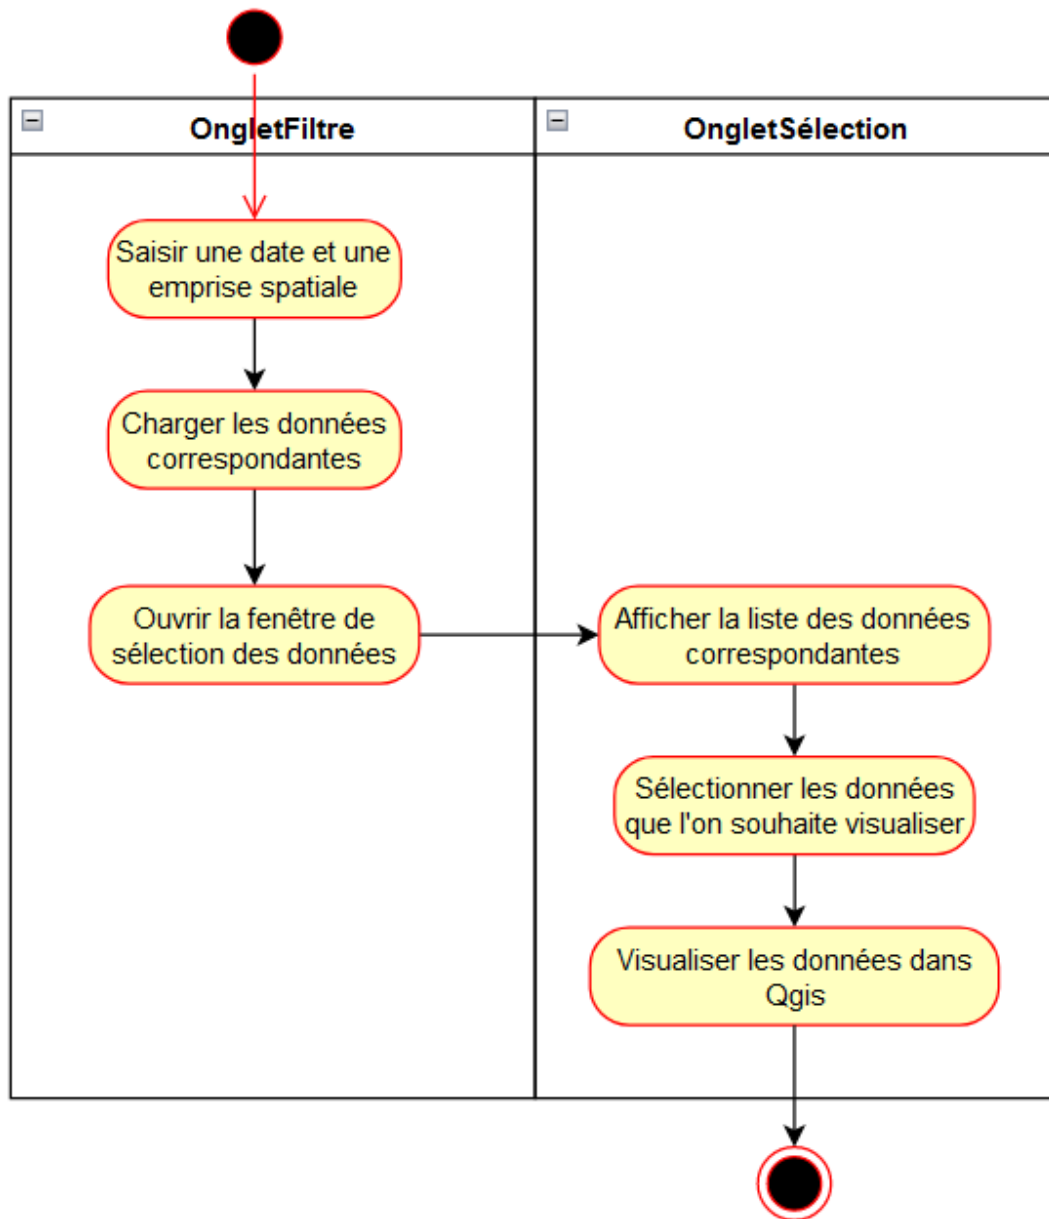 OngletFiltre
OngletSélection
Saisir une date et une
emprise spatiale
Charger les données
correspondantes
Ouvrir la fenêtre de
sélection des données
Afficher la liste des données
correspondantes
Sélectionner les données
que l'on souhaite visualiser
Visualiser les données dans
Qgis